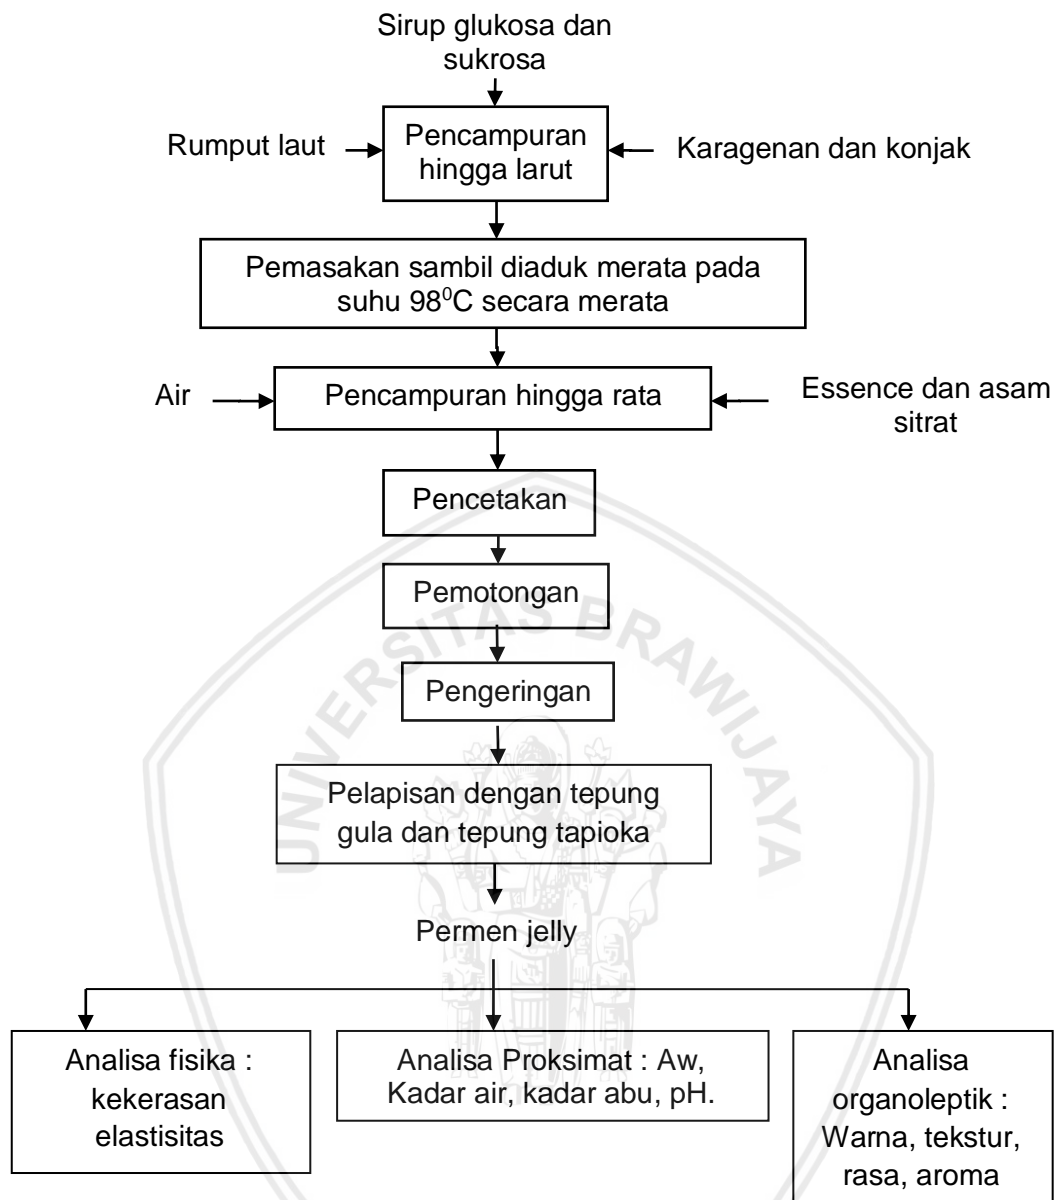 Sirup glukosa dan
sukrosa
Rumput laut
Pencampuran
hingga larut
Karagenan dan konjak
Pemasakan sambil diaduk merata pada
suhu 98⁰C secara merata
Air
Pencampuran hingga rata
Essence dan asam
sitrat
Pencetakan
Pemotongan
Pengeringan
Pelapisan dengan tepung
gula dan tepung tapioka
Permen jelly
Analisa fisika :
kekerasan
elastisitas
Analisa Proksimat : Aw,
Kadar air, kadar abu, pH.
Analisa
organoleptik :
Warna, tekstur,
rasa, aroma
UNIVERSITAS BRAWIJAYA